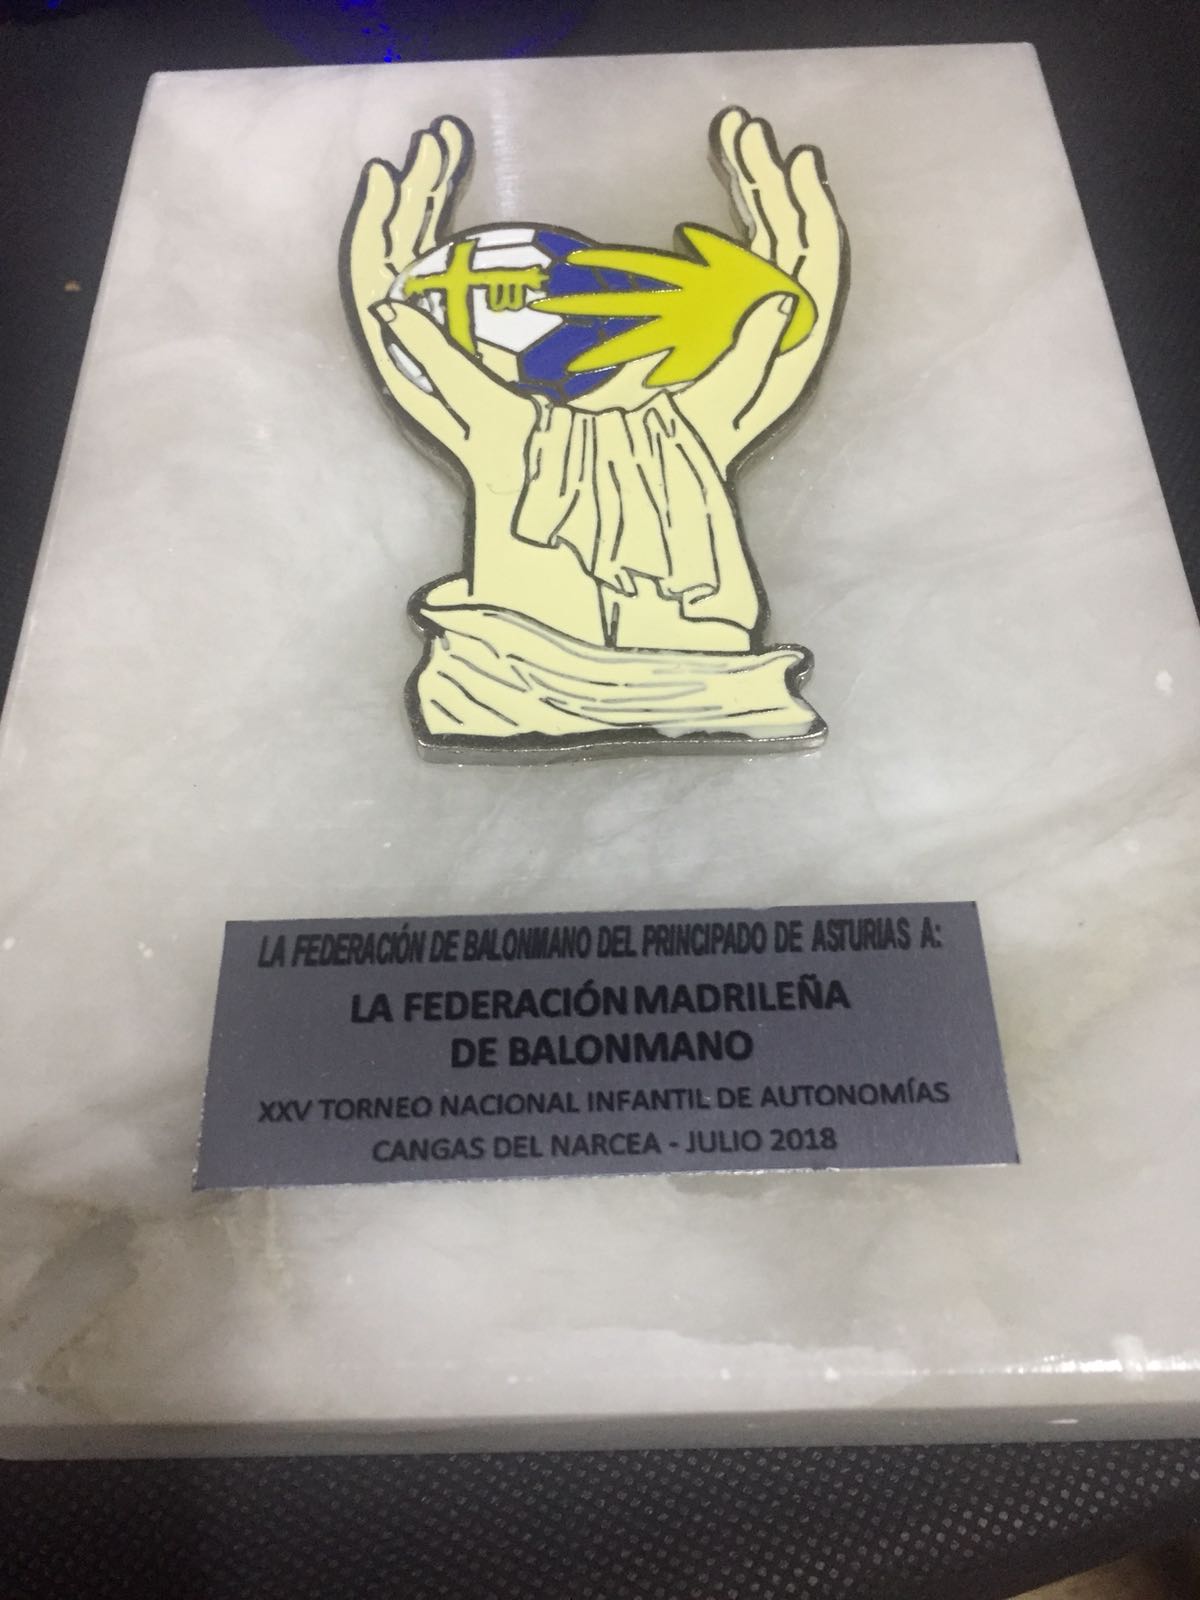 LA FEDERACIÓN DE BALONMANO DEL PRINCIPADO DE ASTURIAS A:
LA FEDERACIÓN MADRILEÑA
DE BALONMANO
XXV TORNEO NACIONAL INFANTIL DE AUTONOMÍAS
CANGAS DEL NARCEA - JULIO 2018